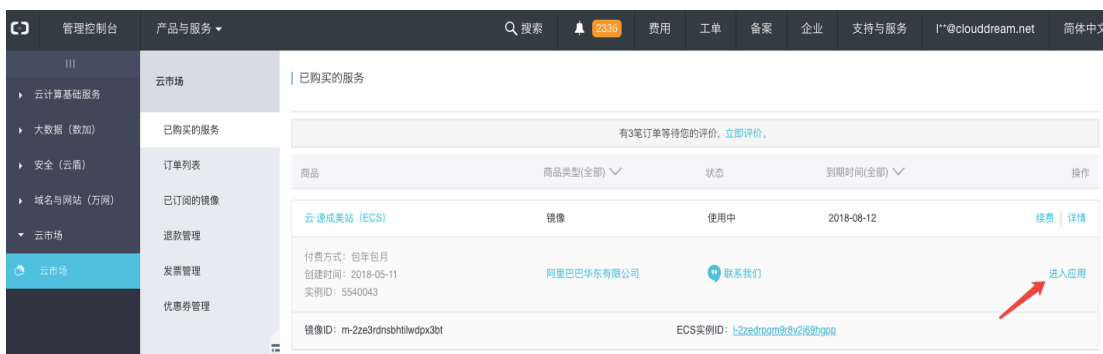 管理控制台 产品与服务 搜索 2336 费用 工单 备案 企业 支持与服务 l**@clouddream.net 简体中文
云计算基础服务
大数据（数加）
安全（云盾）
域名与网站（万网）
云市场
云市场
云市场
已购买的服务
订单列表
已订阅的镜像
退款管理
发票管理
优惠券管理
已购买的服务
有3笔订单等待您的评价, 立即评价。
商品 商品类型(全部) 状态 到期时间(全部) 操作
云·速成美站（ECS） 镜像 使用中 2018-08-12 续费 详情
付费方式：包年包月
创建时间：2018-05-11 阿里巴巴华东有限公司 联系我们 进入应用
实例ID：5540043
镜像ID：m-2ze3rdnsbhtilwdpx3bt ECS实例ID：i-2zedrpqm9r8v2j69hgpp